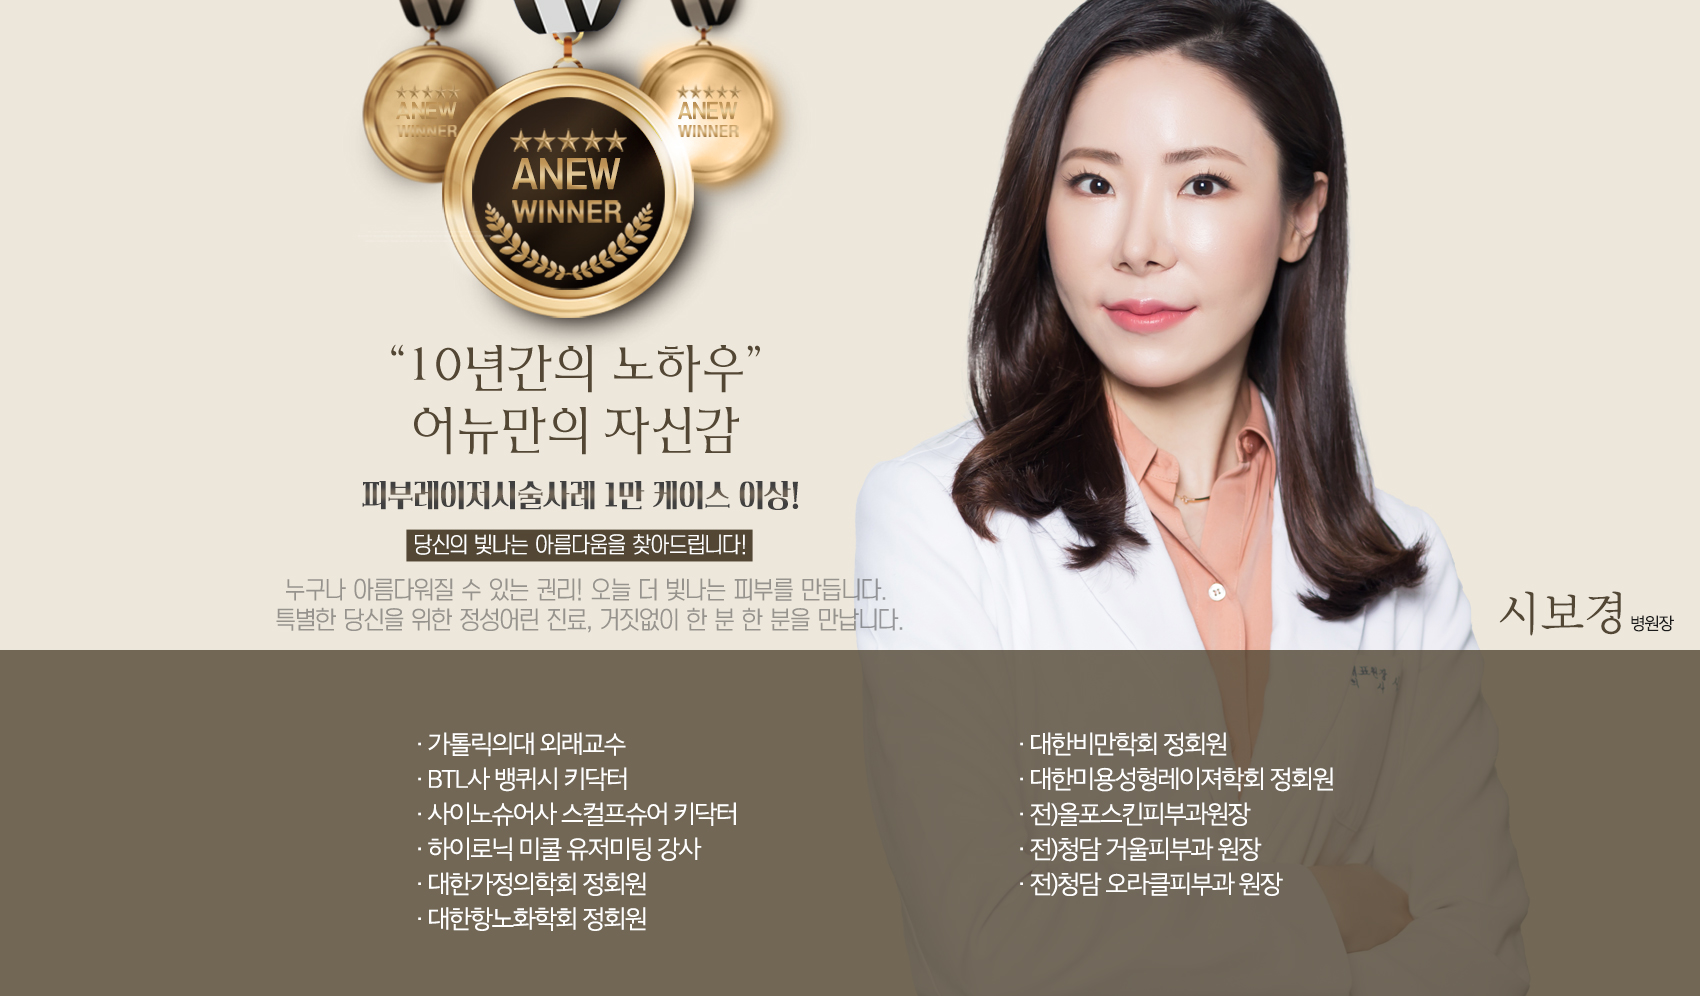 ★★★★★
ANEW
WINNER
★★★★★
ANEW
WINNER
★★★★★
ANEW
WINNER
“10년간의 노하우”
어뉴만의 자신감
피부레이저시술사례 1만 케이스 이상!
당신의 빛나는 아름다움을 찾아드립니다!
누구나 아름다워질 수 있는 권리! 오늘 더 빛나는 피부를 만듭니다.
특별한 당신을 위한 정성어린 진료, 거짓없이 한 분 한 분을 만납니다.
시보경 병원장
· 가톨릭의대 외래교수
· BTL사 뱅퀴시 키닥터
· 사이노슈어사 스컬프슈어 키닥터
· 하이로닉 미쿨 유저미팅 강사
· 대한가정의학회 정회원
· 대한항노화학회 정회원
· 대한비만학회 정회원
· 대한미용성형레이져학회 정회원
· 전)올포스킨피부과원장
· 전)청담 거울피부과 원장
· 전)청담 오라클피부과 원장